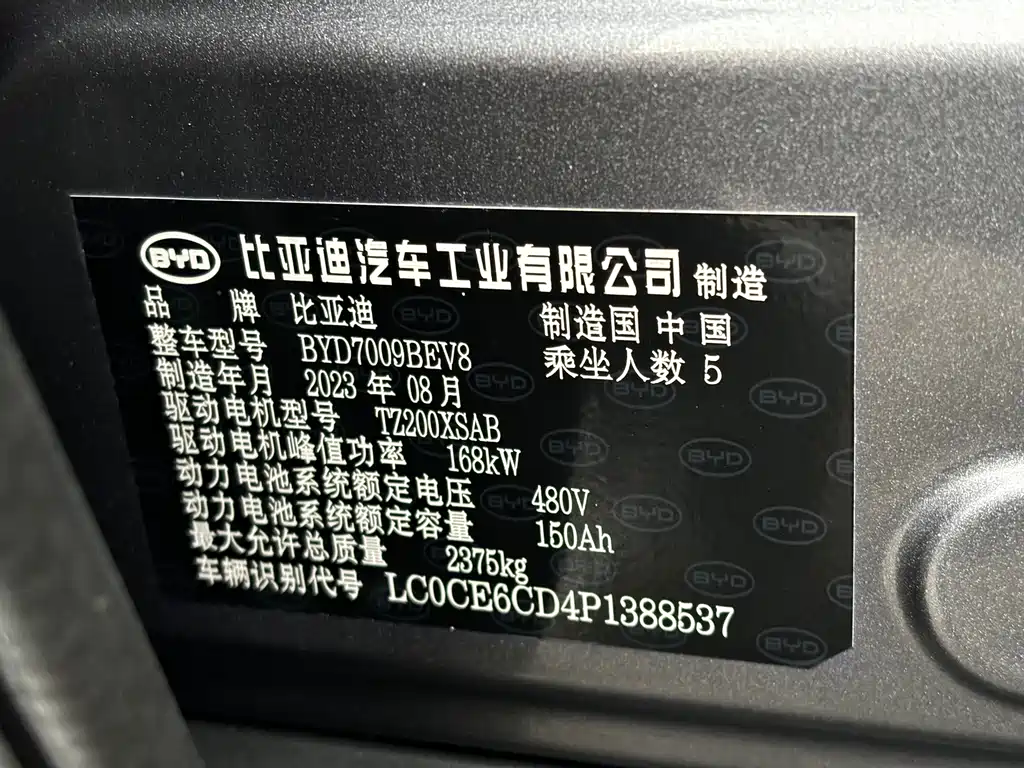 BYD 比亚迪汽车工业有限公司 制造
品 牌 比亚迪 制造国 中国
整车型号 BYD7009BEV8 乘坐人数 5
制造年月 2023 年 08 月
驱动电机型号 TZ200XSAB
驱动电机峰值功率 168kW
动力电池系统额定电压 480V
动力电池系统额定容量 150Ah
最大允许总质量 2375kg
车辆识别代号 LC0CE6CD4P1388537